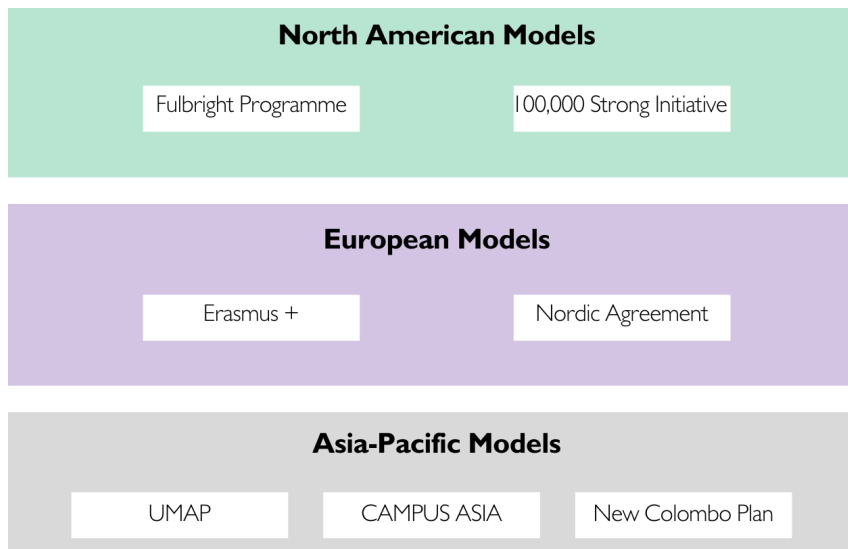 North American Models
Fulbright Programme
100,000 Strong Initiative
European Models
Erasmus +
Nordic Agreement
Asia-Pacific Models
UMAP
CAMPUS ASIA
New Colombo Plan